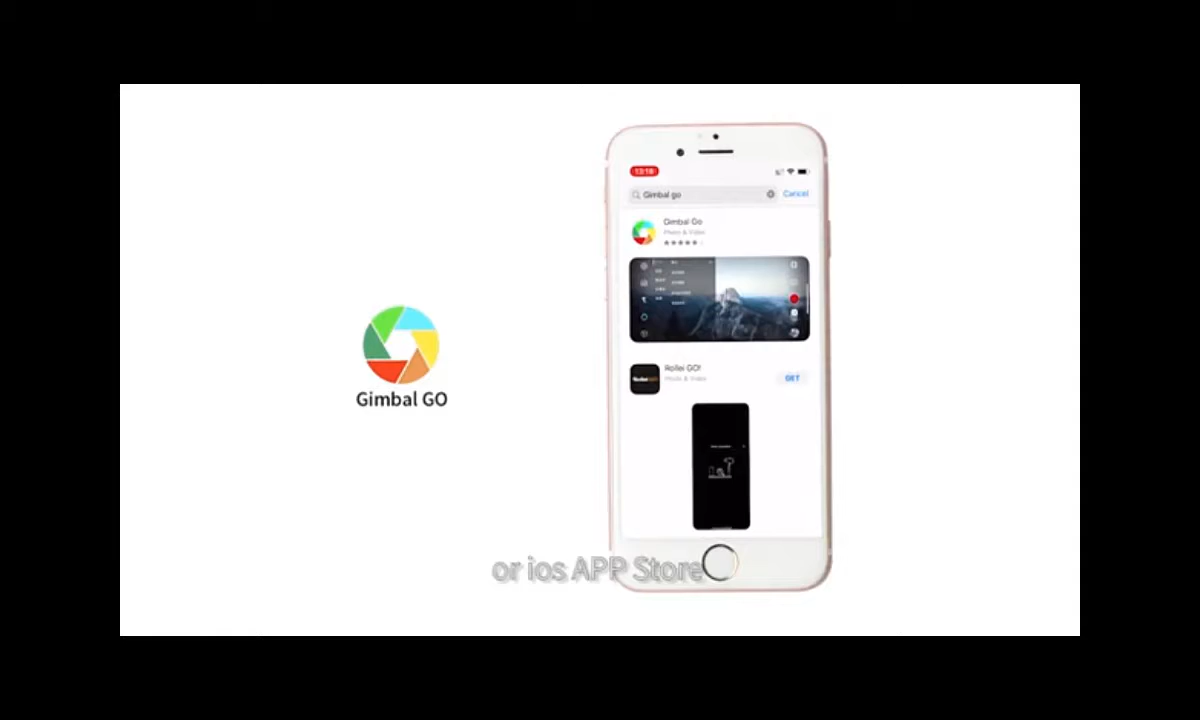 13:18
Gimbal go
Cancel
Gimbal Go
Photo & Video
Rollei GO!
Photo & Video
GET
Gimbal GO
or ios APP Store